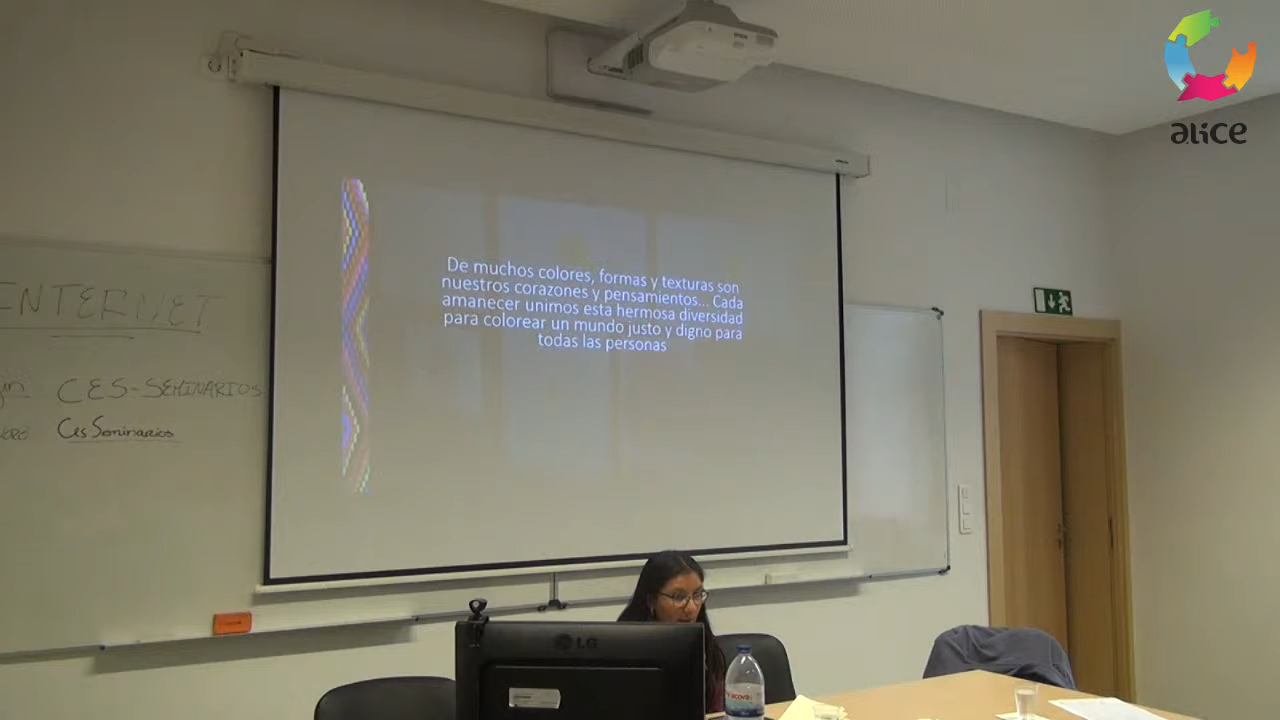 alice
De muchos colores, formas y texturas son
nuestros corazones y pensamientos... Cada
amanecer unimos esta hermosa diversidad
para colorear un mundo justo y digno para
todas las personas
INTERNET
CES-SEMINARIOS
Ces Seminarios
LG